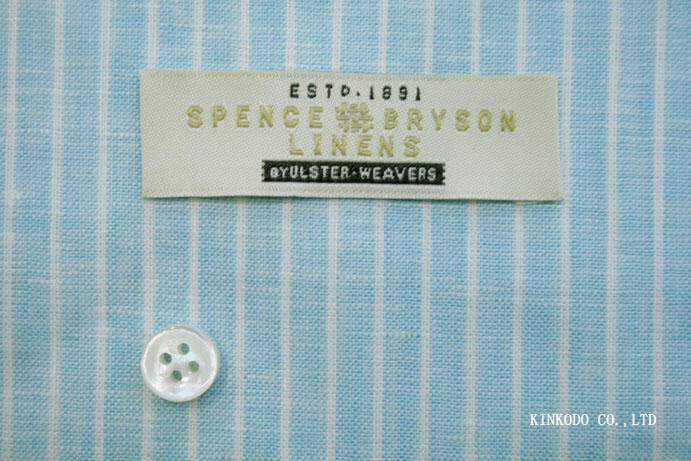 ESTD.1891
SPENCE BRYSON
LINENS
BYULSTER·WEAVERS
KINKODO CO.,LTD